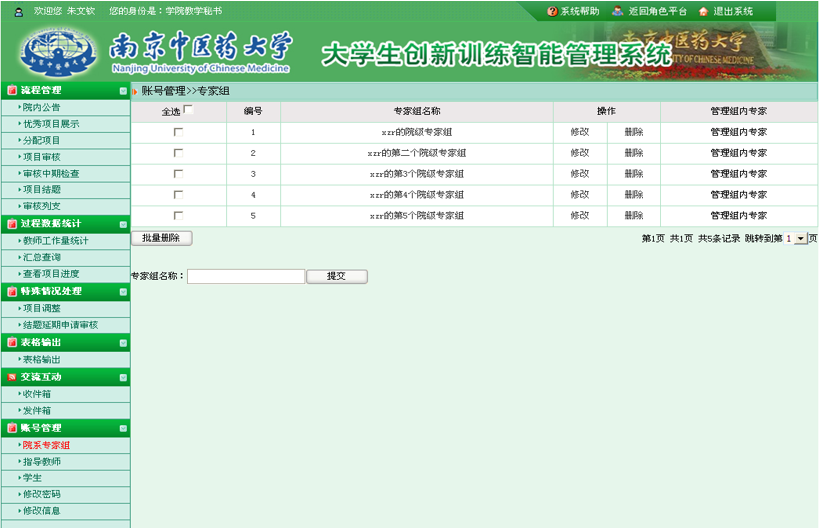 欢迎您 朱文钦 您的身份是：学院教学秘书
系统帮助 返回角色平台 退出系统
南京中医药大学
Nanjing University of Chinese Medicine
大学生创新训练智能管理系统
流程管理
院内公告
优秀项目展示
分配项目
项目审核
审核中期检查
项目结题
审核列支
过程数据统计
教师工作量统计
汇总查询
查看项目进度
特殊情况处理
项目调整
结题延期申请审核
表格输出
表格输出
交流互动
收件箱
发件箱
账号管理
院系专家组
指导教师
学生
修改密码
修改信息
账号管理>>专家组
全选 编号 专家组名称 操作 管理组内专家
1 xzr的院级专家组 修改 删除 管理组内专家
2 xzr的第二个院级专家组 修改 删除 管理组内专家
3 xzr的第3个院级专家组 修改 删除 管理组内专家
4 xzr的第4个院级专家组 修改 删除 管理组内专家
5 xzr的第5个院级专家组 修改 删除 管理组内专家
批量删除 第1页 共1页 共5条记录 跳转到第 1 页
专家组名称： 提交